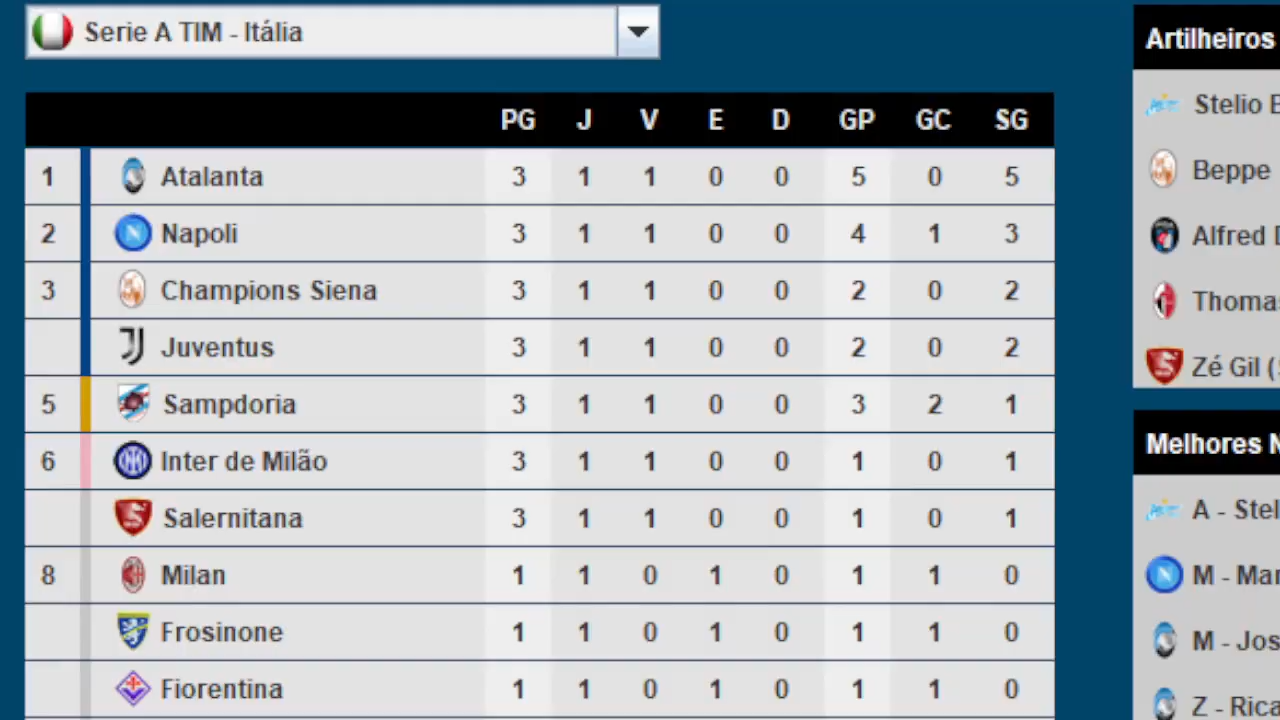 Serie A TIM - Itália
PG J V E D GP GC SG
1 Atalanta 3 1 1 0 0 5 0 5
2 Napoli 3 1 1 0 0 4 1 3
3 Champions Siena 3 1 1 0 0 2 0 2
Juventus 3 1 1 0 0 2 0 2
5 Sampdoria 3 1 1 0 0 3 2 1
6 Inter de Milão 3 1 1 0 0 1 0 1
Salernitana 3 1 1 0 0 1 0 1
8 Milan 1 1 0 1 0 1 1 0
Frosinone 1 1 0 1 0 1 1 0
Fiorentina 1 1 0 1 0 1 1 0
Artilheiros
Stelio
Beppe
Alfred
Thomas
Zé Gil (
Melhores
A - Stel
M - Mar
M - Jos
Z - Rica